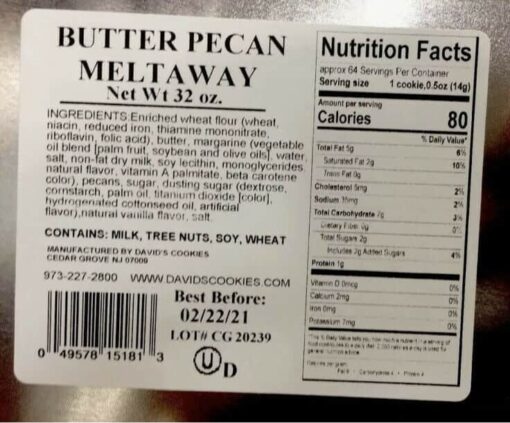 BUTTER PECAN
MELTAWAY
Net Wt 32 oz.
INGREDIENTS:Enriched wheat flour (wheat,
niacin, reduced iron, thiamine mononitrate,
riboflavin, folic acid), butter, margarine (vegetable
oil blend [palm fruit, soybean and olive oils], water,
salt, non-fat dry milk, soy lecithin, monoglycerides,
natural flavor, vitamin A palmitate, beta carotene
color), pecans, sugar, dusting sugar (dextrose,
cornstarch, palm oil, titanium dioxide [color],
hydrogenated cottonseed oil, artificial
flavor),natural vanilla flavor, salt.
CONTAINS: MILK, TREE NUTS, SOY, WHEAT
MANUFACTURED BY DAVID'S COOKIES
CEDAR GROVE NJ 07009
973-227-2800 WWW.DAVIDSCOOKIES.COM
Best Before:
02/22/21
LOT# CG 20239
0 49578 15181 3
U D
Nutrition Facts
approx 64 Servings Per Container
Serving size 1 cookie,0.5oz (14g)
Amount per serving
Calories 80
% Daily Value*
Total Fat 5g 6%
Saturated Fat 2g 10%
Trans Fat 0g
Cholesterol 5mg 2%
Sodium mg 2%
Total Carbohydrate 7g 3%
Dietary Fiber 0g 0%
Total Sugars 2g
Includes 2g Added Sugars 4%
Protein 1g
Vitamin D 0mcg 0%
Calcium 2mg 0%
Iron 0mg 0%
Potassium 7mg 0%